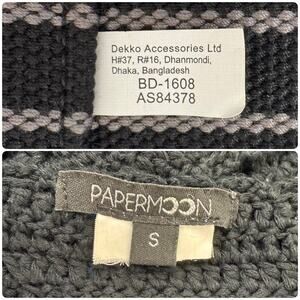 Dekko Accessories Ltd
H#37, R#16, Dhanmondi,
Dhaka, Bangladesh
BD-1608
AS84378
PAPERMOON
S